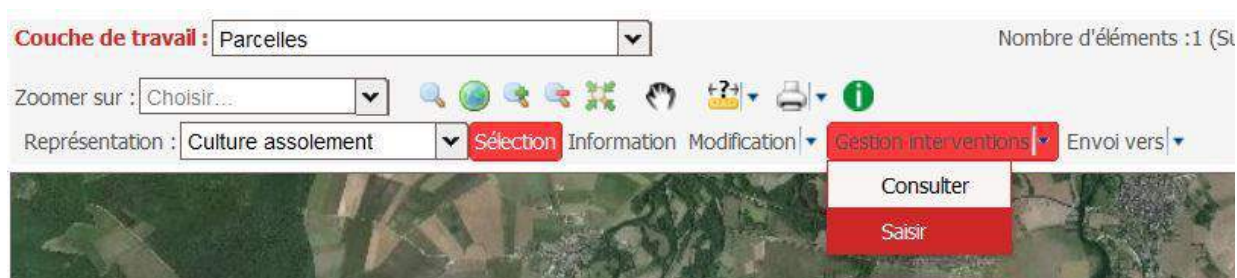 Couche de travail : Parcelles Nombre d'éléments :1 (Su
Zoomer sur : Choisir...
Représentation : Culture assolement Sélection Information Modification Gestion interventions Envoi vers
Consulter
Saisir